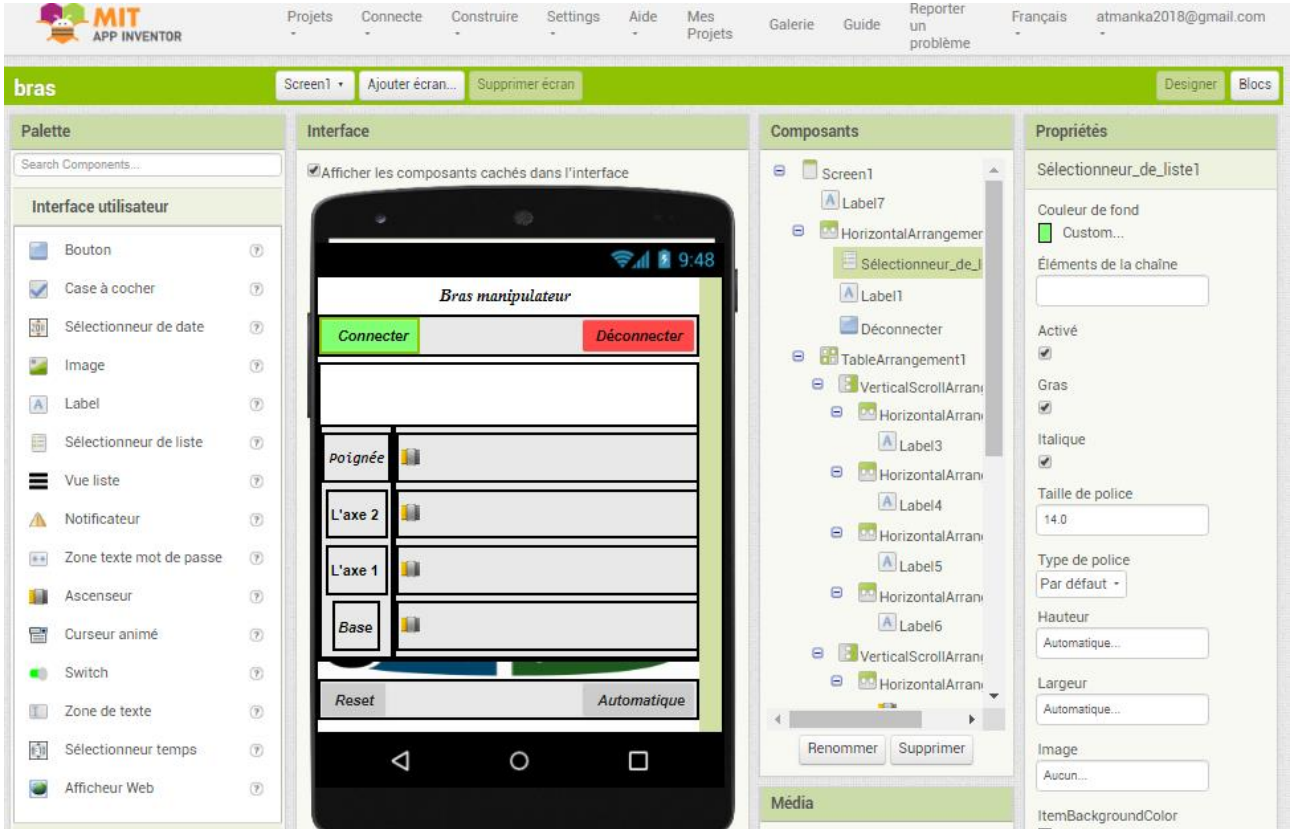 MIT
APP INVENTOR
Projets
Connecte
Construire
Settings
Aide
Mes
Projets
Galerie
Guide
Reporter
un
problème
Français
atmanka2018@gmail.com
bras
Screen1
Ajouter écran...
Supprimer écran
Designer
Blocs
Palette
Search Components...
Interface utilisateur
Bouton
Case à cocher
Sélectionneur de date
Image
Label
Sélectionneur de liste
Vue liste
Notificateur
Zone texte mot de passe
Ascenseur
Curseur animé
Switch
Zone de texte
Sélectionneur temps
Afficheur Web
Interface
Afficher les composants cachés dans l'interface
9:48
Bras manipulateur
Connecter
Déconnecter
Poignée
L'axe 2
L'axe 1
Base
Reset
Automatique
Composants
Screen1
Label7
HorizontalArrangemer
Sélectionneur_de_l
Label1
Déconnecter
TableArrangement1
VerticalScrollArrang
HorizontalArran
Label3
HorizontalArran
Label4
HorizontalArran
Label5
HorizontalArran
Label6
VerticalScrollArrang
HorizontalArran
Renommer
Supprimer
Média
Propriétés
Sélectionneur_de_liste1
Couleur de fond
Custom...
Éléments de la chaîne
Activé
Gras
Italique
Taille de police
14.0
Type de police
Par défaut
Hauteur
Automatique...
Largeur
Automatique...
Image
Aucun...
ItemBackgroundColor